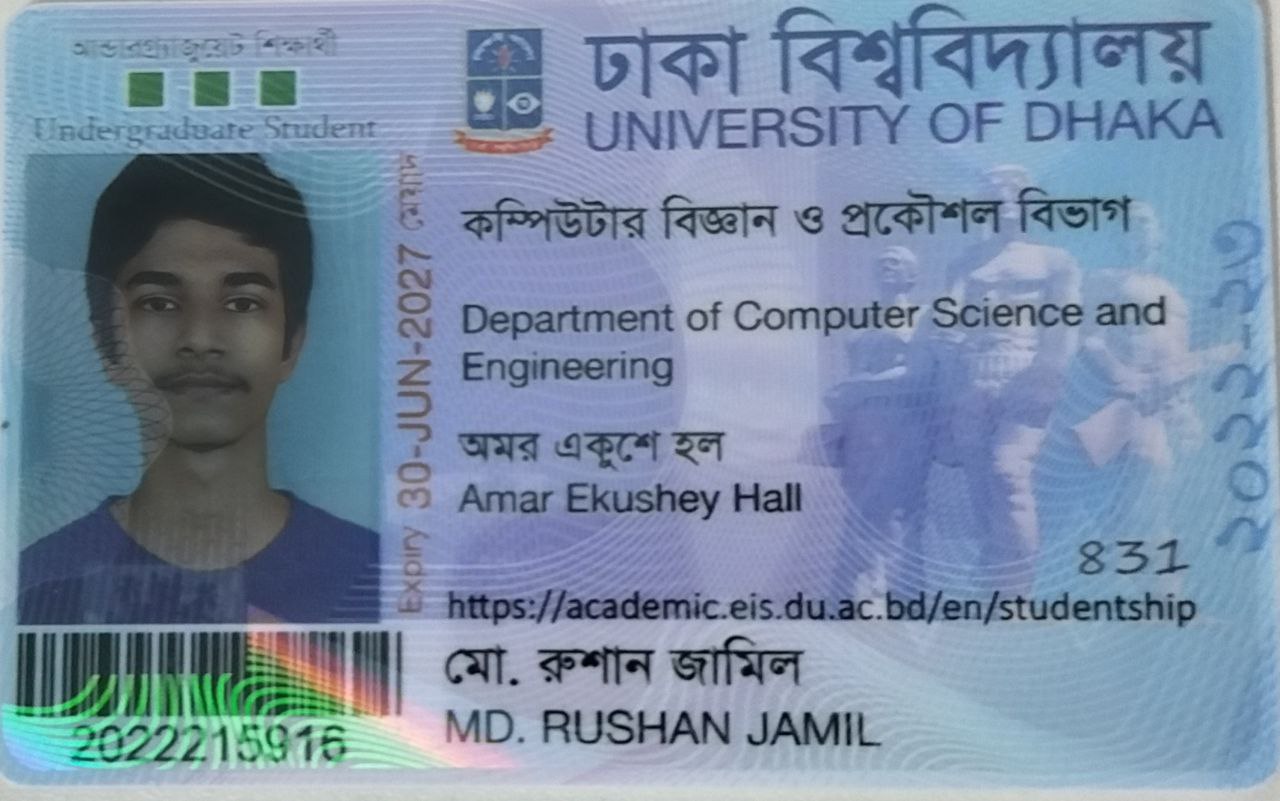 আন্ডারগ্র্যাজুয়েট শিক্ষার্থী
Undergraduate Student
ঢাকা বিশ্ববিদ্যালয়
UNIVERSITY OF DHAKA
কম্পিউটার বিজ্ঞান ও প্রকৌশল বিভাগ
Department of Computer Science and
Engineering
অমর একুশে হল
Amar Ekushey Hall
Expiry 30-JUN-2027 মেয়াদ
২০২২-২৩
831
https://academic.eis.du.ac.bd/en/studentship
মো. রুশান জামিল
MD. RUSHAN JAMIL
2022215916